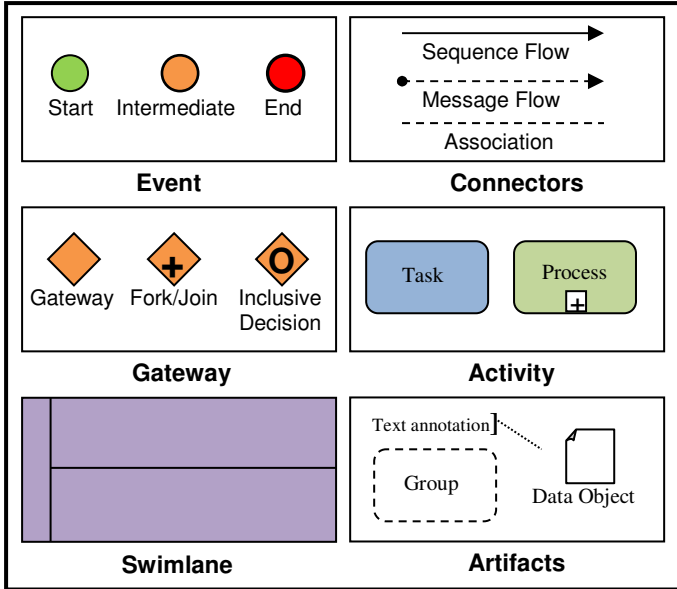 Start Intermediate End
Event
Sequence Flow
Message Flow
Association
Connectors
Gateway Fork/Join Inclusive
Decision
Gateway
Task Process
Activity
Swimlane
Text annotation
Group
Data Object
Artifacts